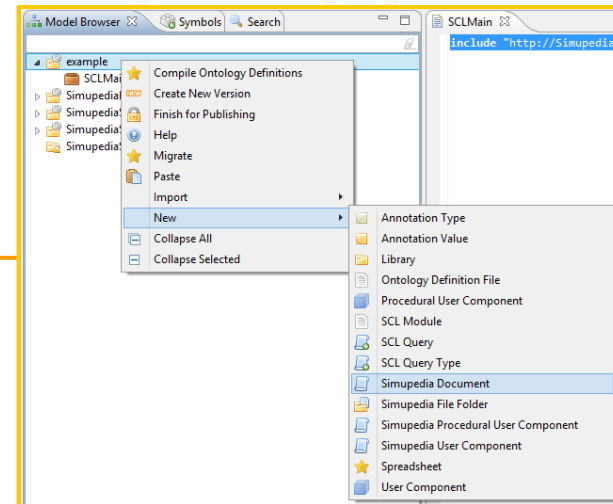 Model Browser Symbols Search
SCLMain
include "http://Simupedia
example
SCLMai
Simupedia
Simupedia
Simupedia
Simupedia
Compile Ontology Definitions
NEW Create New Version
Finish for Publishing
Help
Migrate
Paste
Import
New
Collapse All
Collapse Selected
Annotation Type
Annotation Value
Library
Ontology Definition File
Procedural User Component
SCL Module
SCL Query
SCL Query Type
Simupedia Document
Simupedia File Folder
Simupedia Procedural User Component
Simupedia User Component
Spreadsheet
User Component